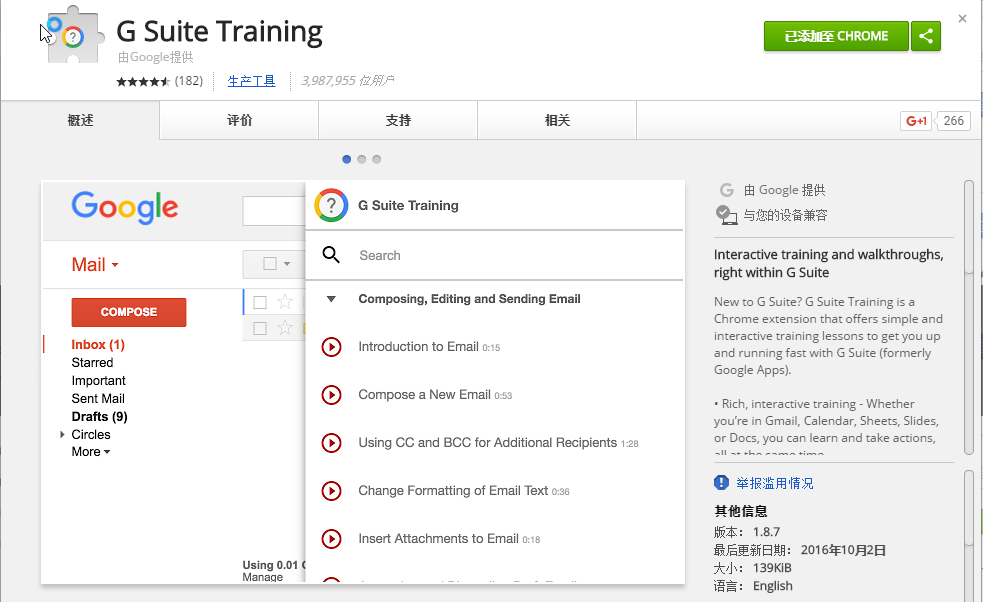 G Suite Training
由Google提供
(182)
生产工具
3,987,955 位用户
已添加至 CHROME
概述
评价
支持
相关
G+1
266
Google
Mail
COMPOSE
Inbox (1)
Starred
Important
Sent Mail
Drafts (9)
Circles
More
Using 0.01
Manage
G Suite Training
Search
Composing, Editing and Sending Email
Introduction to Email 0:15
Compose a New Email 0:53
Using CC and BCC for Additional Recipients 1:28
Change Formatting of Email Text 0:36
Insert Attachments to Email 0:18
由 Google 提供
与您的设备兼容
Interactive training and walkthroughs,
right within G Suite
New to G Suite? G Suite Training is a
Chrome extension that offers simple and
interactive training lessons to get you up
and running fast with G Suite (formerly
Google Apps).
• Rich, interactive training - Whether
you're in Gmail, Calendar, Sheets, Slides,
or Docs, you can learn and take actions,
all at the same time
举报滥用情况
其他信息
版本： 1.8.7
最后更新日期： 2016年10月2日
大小： 139KiB
语言： English